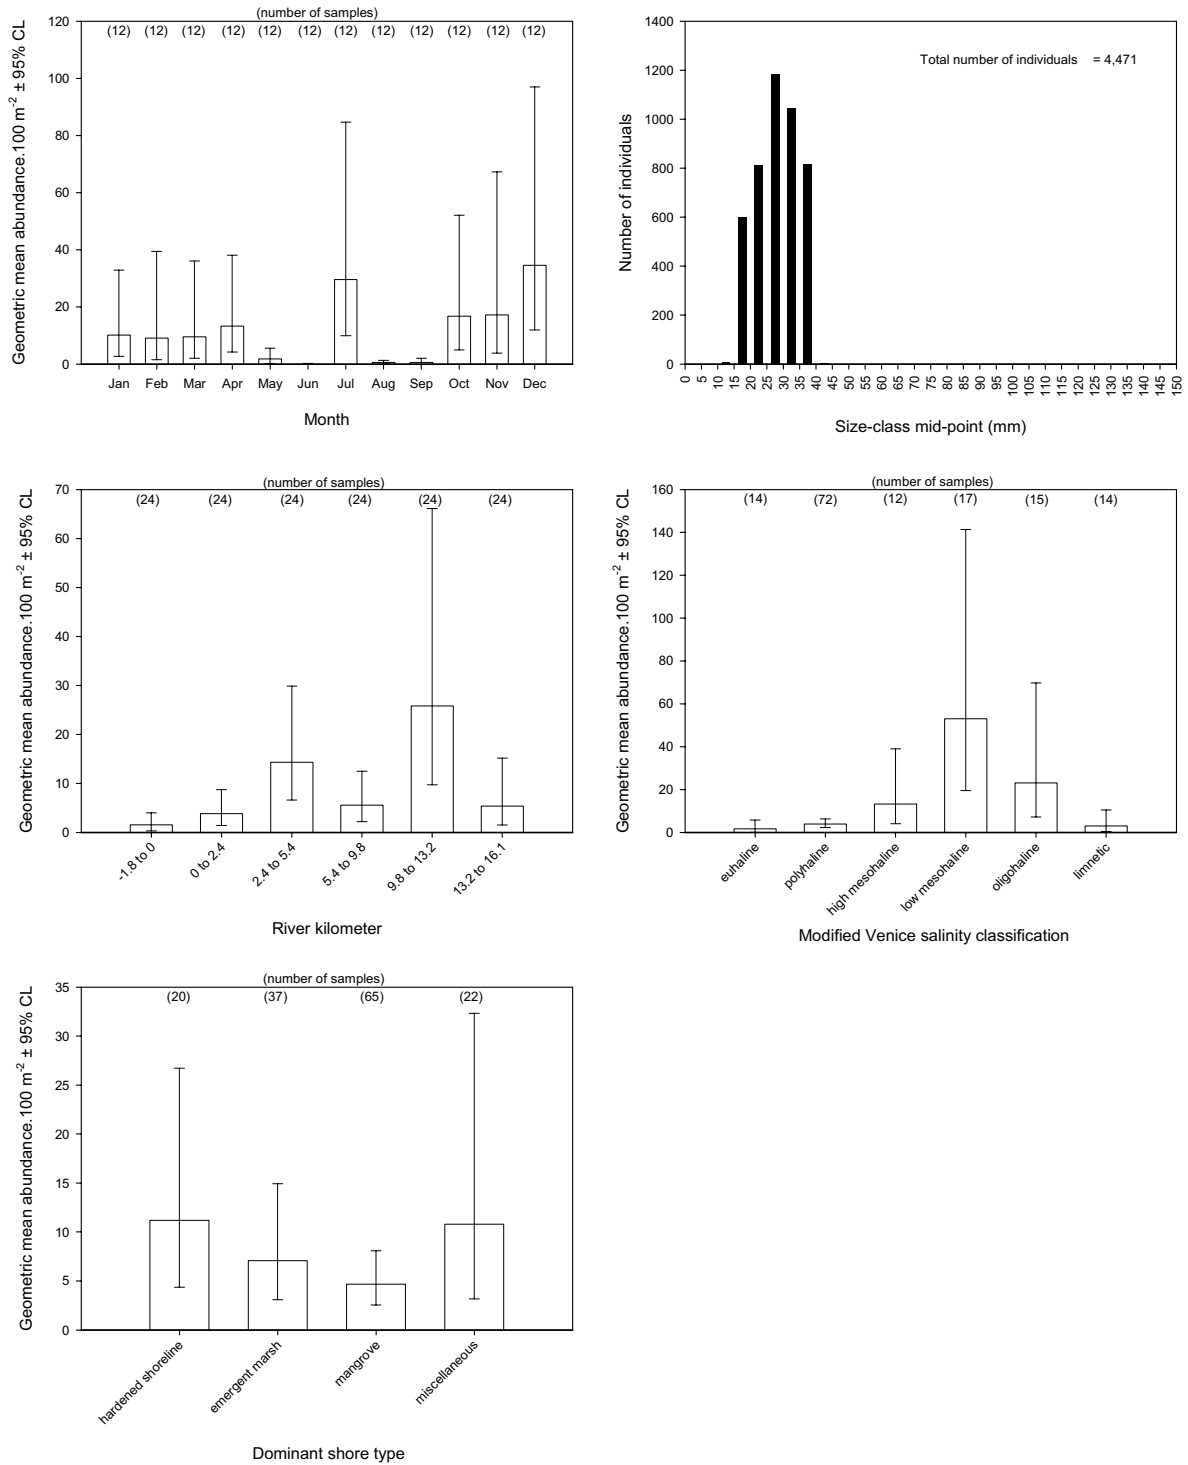 (number of samples)
(12) (12) (12) (12) (12) (12) (12) (12) (12) (12) (12) (12)
Geometric mean abundance.100 m⁻² ± 95% CL
120
100
80
60
40
20
0
Jan Feb Mar Apr May Jun Jul Aug Sep Oct Nov Dec
Month
Total number of individuals = 4,471
Number of individuals
1400
1200
1000
800
600
400
200
0
0 5 10 15 20 25 30 35 40 45 50 55 60 65 70 75 80 85 90 95 100 105 110 115 120 125 130 135 140 145 150
Size-class mid-point (mm)
(number of samples)
(24) (24) (24) (24) (24) (24)
Geometric mean abundance.100 m⁻² ± 95% CL
70
60
50
40
30
20
10
0
-1.8 to 0
0 to 2.4
2.4 to 5.4
5.4 to 9.8
9.8 to 13.2
13.2 to 16.1
River kilometer
(number of samples)
(14) (72) (12) (17) (15) (14)
Geometric mean abundance.100 m⁻² ± 95% CL
160
140
120
100
80
60
40
20
0
euhaline
polyhaline
high mesohaline
low mesohaline
oligohaline
limnetic
Modified Venice salinity classification
(number of samples)
(20) (37) (65) (22)
Geometric mean abundance.100 m⁻² ± 95% CL
35
30
25
20
15
10
5
0
hardened shoreline
emergent marsh
mangrove
miscellaneous
Dominant shore type